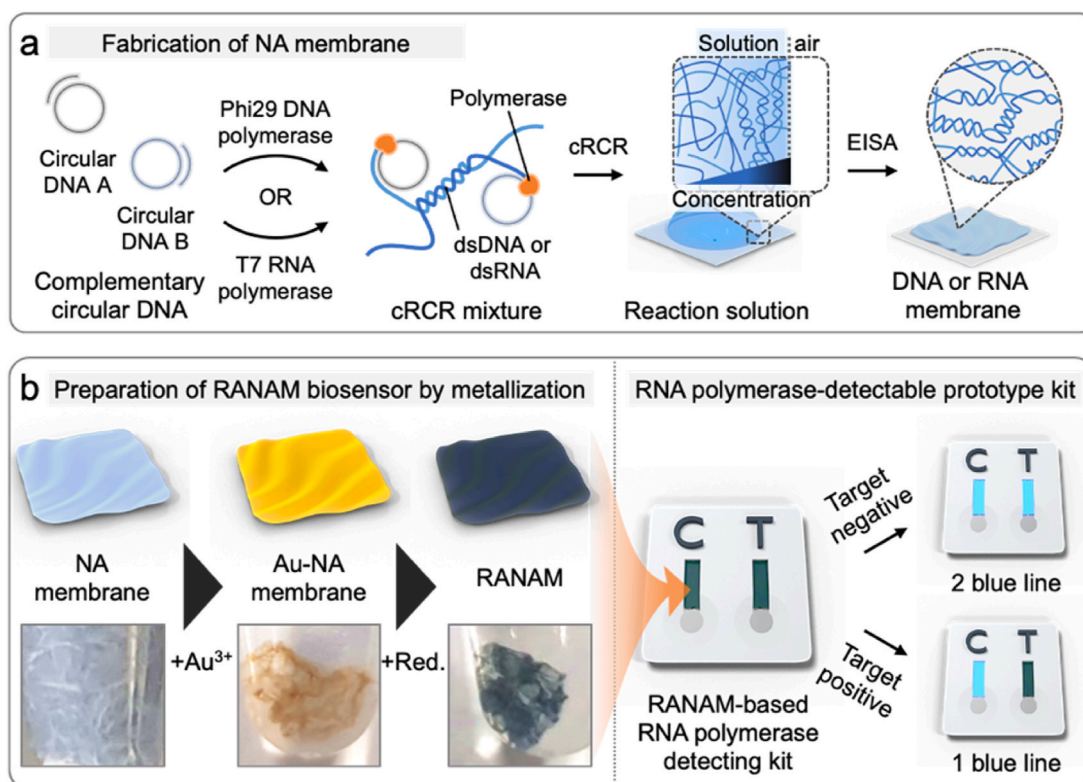 a
Fabrication of NA membrane
Circular
DNA A
Circular
DNA B
Complementary
circular DNA
Phi29 DNA
polymerase
OR
T7 RNA
polymerase
Polymerase
dsDNA or
dsRNA
cRCR mixture
cRCR
Solution
air
Concentration
Reaction solution
EISA
DNA or RNA
membrane
b
Preparation of RANAM biosensor by metallization
NA
membrane
Au-NA
membrane
RANAM
+Au³⁺
+Red.
RNA polymerase-detectable prototype kit
C T
RANAM-based
RNA polymerase
detecting kit
Target
negative
C T
2 blue line
Target
positive
C T
1 blue line